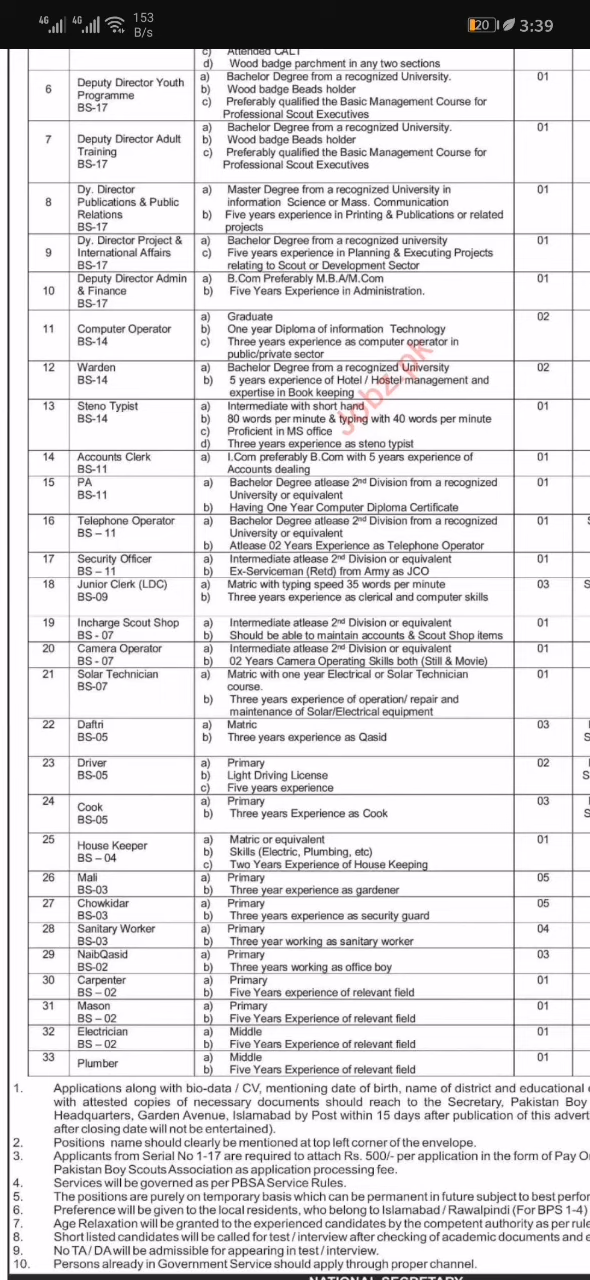 4G 4G 153 B/s 20 3:39
c) Attended CALT
d) Wood badge parchment in any two sections
6 Deputy Director Youth Programme BS-17 a) Bachelor Degree from a recognized University. 01
b) Wood badge Beads holder
c) Preferably qualified the Basic Management Course for
Professional Scout Executives
7 Deputy Director Adult Training BS-17 a) Bachelor Degree from a recognized University. 01
b) Wood badge Beads holder
c) Preferably qualified the Basic Management Course for
Professional Scout Executives
8 Dy. Director Publications & Public Relations BS-17 a) Master Degree from a recognized University in 01
information Science or Mass. Communication
b) Five years experience in Printing & Publications or related
projects
9 Dy. Director Project & International Affairs BS-17 a) Bachelor Degree from a recognized university 01
c) Five years experience in Planning & Executing Projects
relating to Scout or Development Sector
10 Deputy Director Admin & Finance BS-17 a) B.Com Preferably M.B.A/M.Com 01
b) Five Years Experience in Administration.
11 Computer Operator BS-14 a) Graduate 02
b) One year Diploma of information Technology
c) Three years experience as computer operator in
public/private sector
12 Warden BS-14 a) Bachelor Degree from a recognized University 02
b) 5 years experience of Hotel / Hostel management and
expertise in Book keeping
13 Steno Typist BS-14 a) Intermediate with short hand 01
b) 80 words per minute & typing with 40 words per minute
c) Proficient in MS office
d) Three years experience as steno typist
14 Accounts Clerk BS-11 a) I.Com preferably B.Com with 5 years experience of 01
Accounts dealing
15 PA BS-11 a) Bachelor Degree atlease 2nd Division from a recognized 01
University or equivalent
b) Having One Year Computer Diploma Certificate
16 Telephone Operator BS – 11 a) Bachelor Degree atlease 2nd Division from a recognized 01
University or equivalent
b) Atlease 02 Years Experience as Telephone Operator
17 Security Officer BS – 11 a) Intermediate atlease 2nd Division or equivalent 01
b) Ex-Serviceman (Retd) from Army as JCO
18 Junior Clerk (LDC) BS-09 a) Matric with typing speed 35 words per minute 03 S
b) Three years experience as clerical and computer skills
19 Incharge Scout Shop BS - 07 a) Intermediate atlease 2nd Division or equivalent 01
b) Should be able to maintain accounts & Scout Shop items
20 Camera Operator BS - 07 a) Intermediate atlease 2nd Division or equivalent 01
b) 02 Years Camera Operating Skills both (Still & Movie)
21 Solar Technician BS-07 a) Matric with one year Electrical or Solar Technician 01
course.
b) Three years experience of operation/ repair and
maintenance of Solar/Electrical equipment
22 Daftri BS-05 a) Matric 03
b) Three years experience as Qasid S
23 Driver BS-05 a) Primary 02
b) Light Driving License S
c) Five years experience
24 Cook BS-05 a) Primary 03
b) Three years Experience as Cook S
25 House Keeper BS – 04 a) Matric or equivalent 01
b) Skills (Electric, Plumbing, etc)
c) Two Years Experience of House Keeping
26 Mali BS-03 a) Primary 05
b) Three year experience as gardener
27 Chowkidar BS-03 a) Primary 05
b) Three years experience as security guard
28 Sanitary Worker BS-03 a) Primary 04
b) Three year working as sanitary worker
29 NaibQasid BS-02 a) Primary 03
b) Three years working as office boy
30 Carpenter BS – 02 a) Primary 01
b) Five Years experience of relevant field
31 Mason BS – 02 a) Primary 01
b) Five Years experience of relevant field
32 Electrician BS – 02 a) Middle 01
b) Five Years experience of relevant field
33 Plumber a) Middle 01
b) Five Years experience of relevant field
jobz.pk
1. Applications along with bio-data / CV, mentioning date of birth, name of district and educational
with attested copies of necessary documents should reach to the Secretary, Pakistan Boy
Headquarters, Garden Avenue, Islamabad by Post within 15 days after publication of this advert
after closing date will not be entertained).
2. Positions name should clearly be mentioned at top left corner of the envelope.
3. Applicants from Serial No 1-17 are required to attach Rs. 500/- per application in the form of Pay O
Pakistan Boy Scouts Association as application processing fee.
4. Services will be governed as per PBSA Service Rules.
5. The positions are purely on temporary basis which can be permanent in future subject to best perfor
6. Preference will be given to the local residents, who belong to Islamabad / Rawalpindi (For BPS 1-4)
7. Age Relaxation will be granted to the experienced candidates by the competent authority as per rule
8. Short listed candidates will be called for test / interview after checking of academic documents and e
9. No TA / DA will be admissible for appearing in test / interview.
10. Persons already in Government Service should apply through proper channel.
NATIONAL SECRETARY